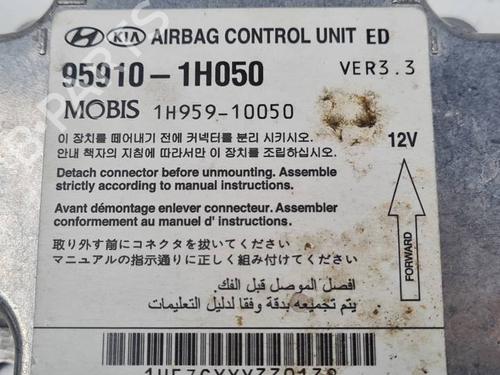 KIA AIRBAG CONTROL UNIT ED
95910-1H050 VER3.3
MOBIS 1H959-10050
이 장치를 떼어내기 전에 커넥터를 분리 시키시오.
안내 책자의 지침에 따라서만 이 장치를 조립하십시오.
12V
Detach connector before unmounting. Assemble
strictly according to manual instructions.
Avant démontage enlever connecteur. Assembler
conformement au manuel d' instructions.
FORWARD
取り外す前にコネクタを抜いてください
マニュアルの指示通りに正しく組み付けてください
افصل الموصل قبل الفك.
يتم تجميعه بدقة وفقا لدليل التعليمات